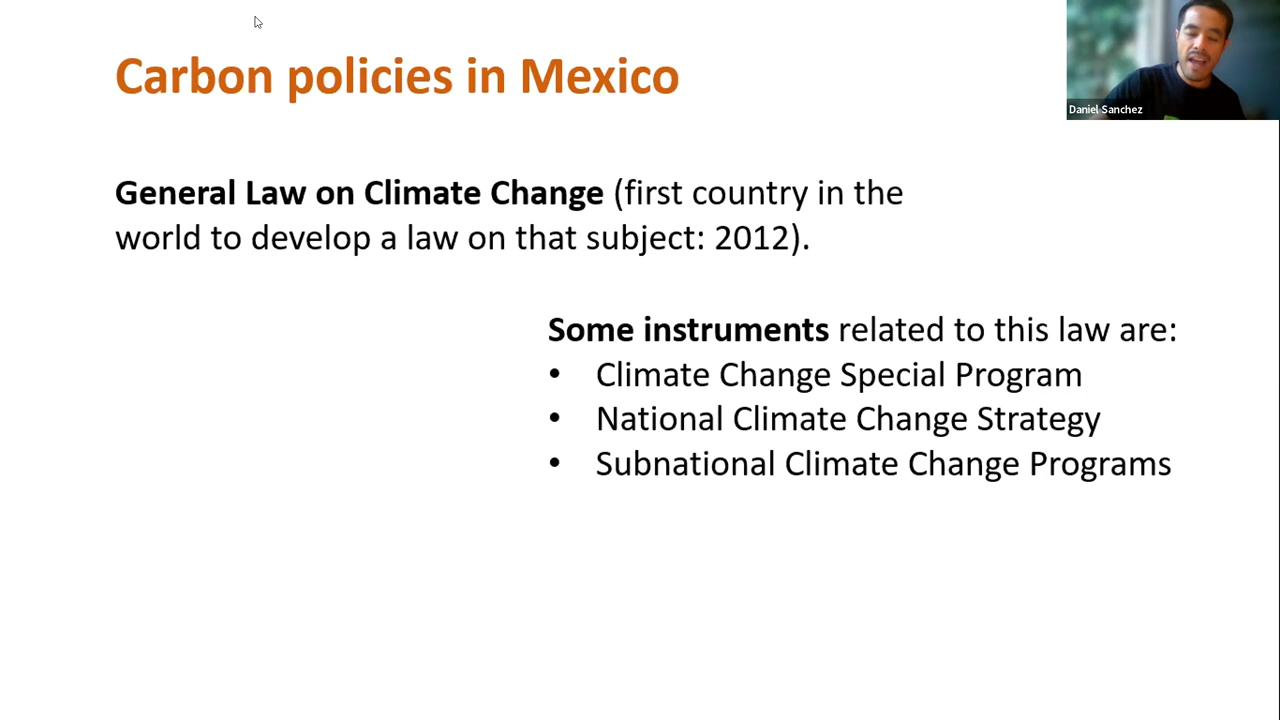 Carbon policies in Mexico
Daniel Sanchez
General Law on Climate Change (first country in the
world to develop a law on that subject: 2012).
Some instruments related to this law are:
• Climate Change Special Program
• National Climate Change Strategy
• Subnational Climate Change Programs